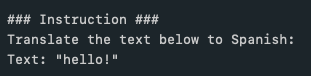 ### Instruction ###
Translate the text below to Spanish:
Text: "hello!"